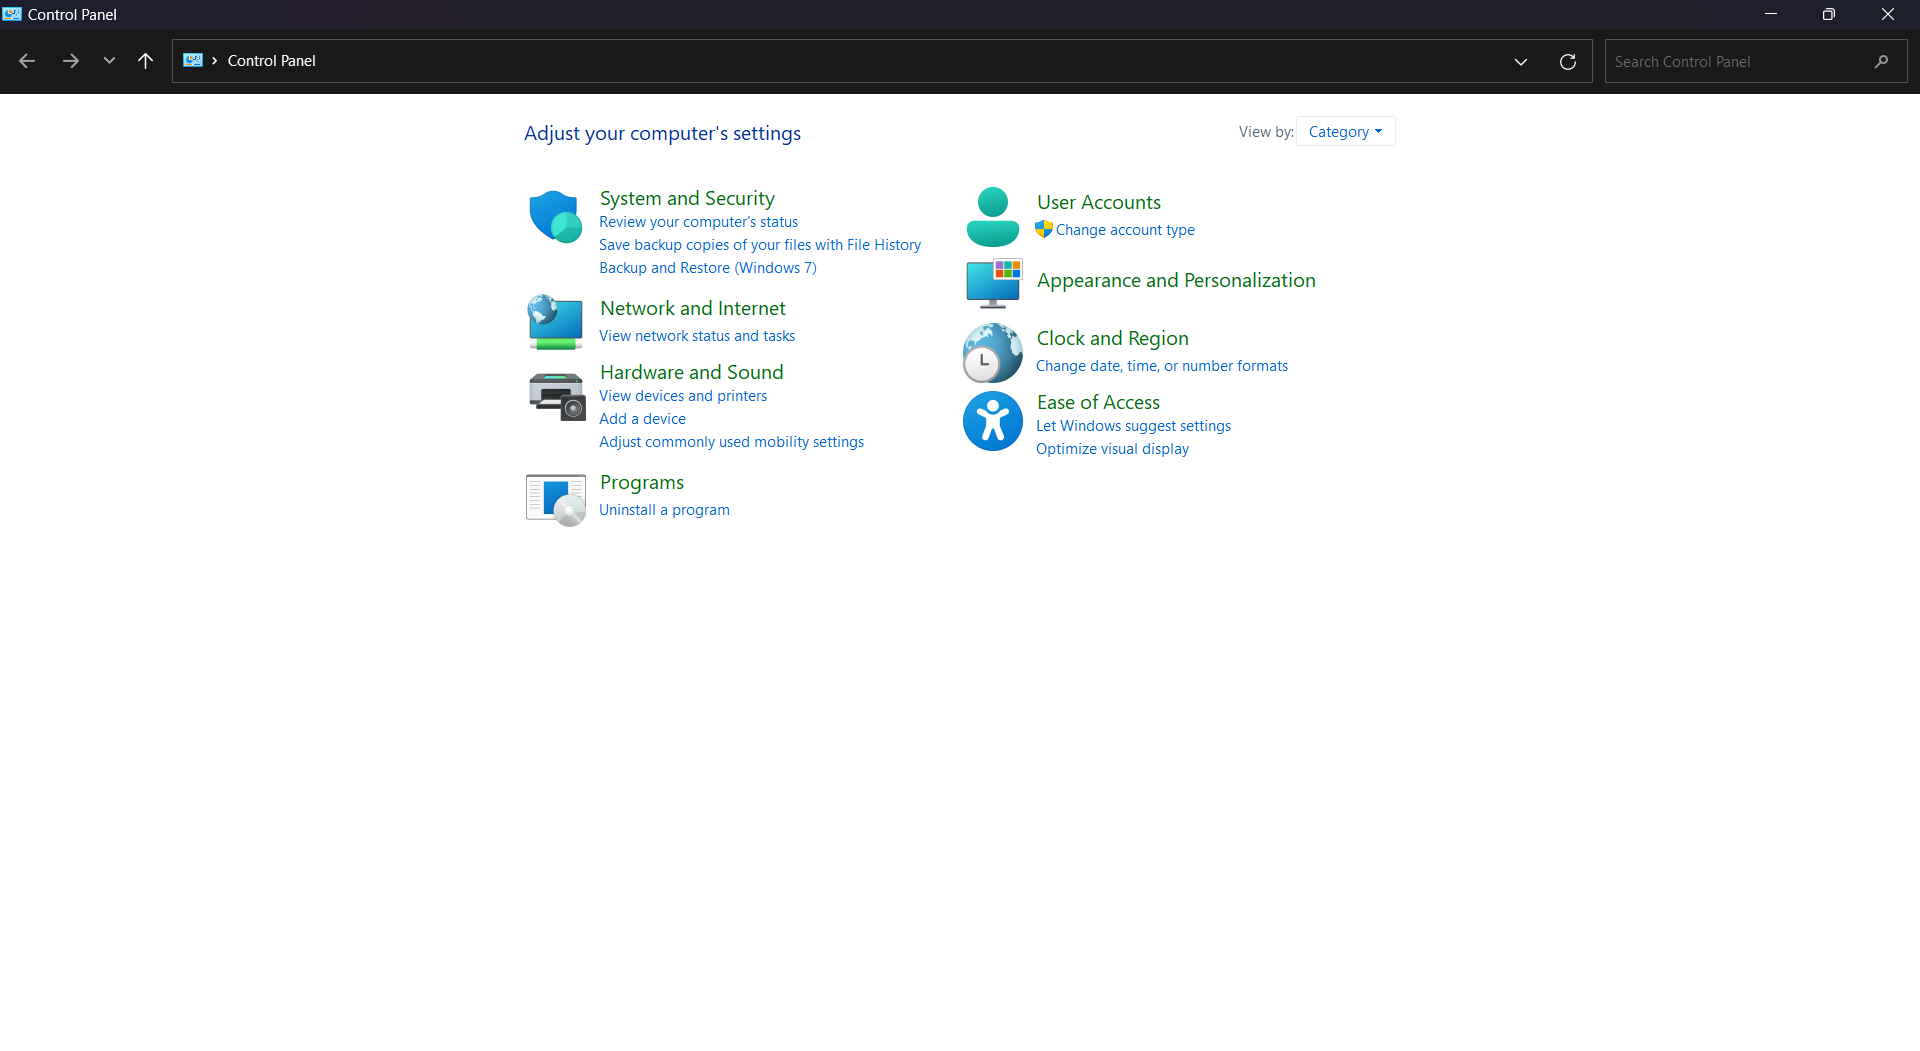 Control Panel
Control Panel
Search Control Panel
Adjust your computer's settings
View by: Category
System and Security
Review your computer's status
Save backup copies of your files with File History
Backup and Restore (Windows 7)
Network and Internet
View network status and tasks
Hardware and Sound
View devices and printers
Add a device
Adjust commonly used mobility settings
Programs
Uninstall a program
User Accounts
Change account type
Appearance and Personalization
Clock and Region
Change date, time, or number formats
Ease of Access
Let Windows suggest settings
Optimize visual display